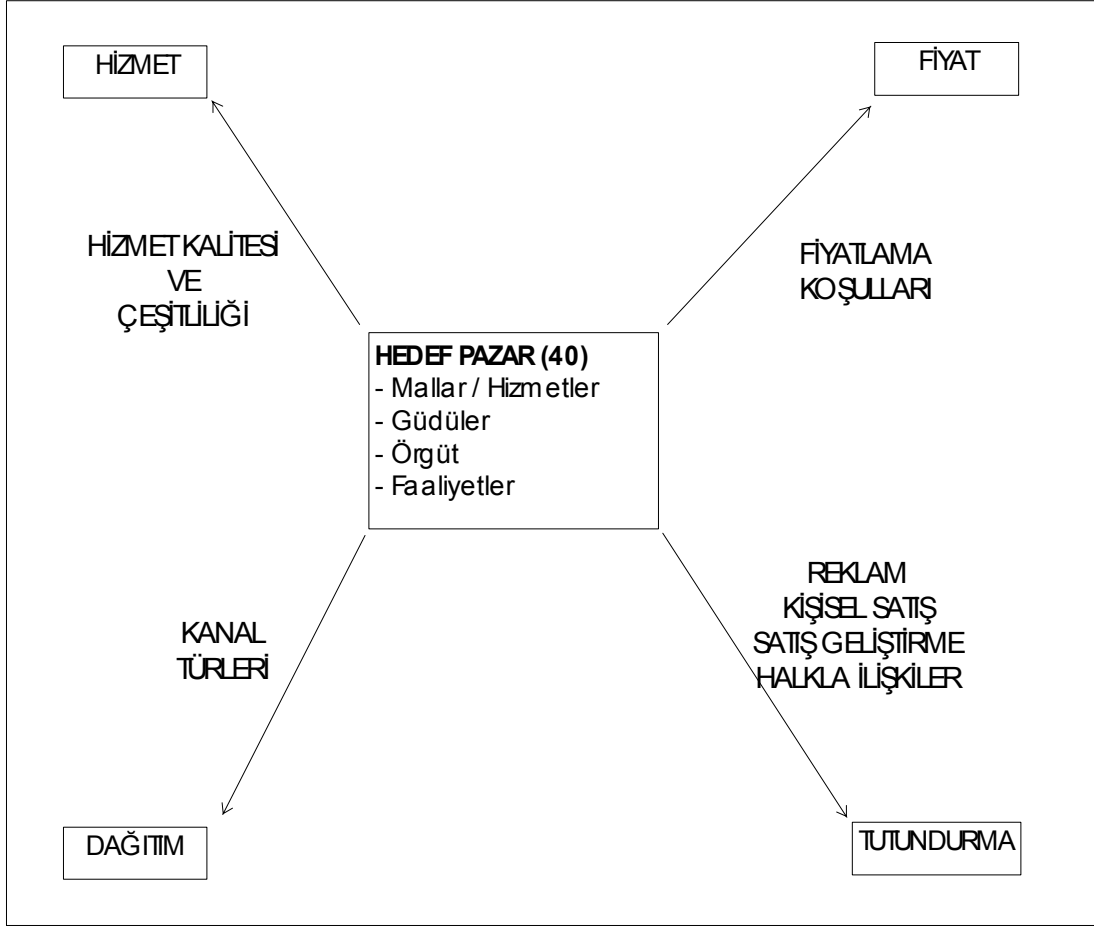 HİZMET
FİYAT
HİZMET KALİTESİ
VE
ÇEŞİTLİLİĞİ
FİYATLAMA
KOŞULLARI
HEDEF PAZAR (40)
- Mallar / Hizmetler
- Güdüler
- Örgüt
- Faaliyetler
KANAL
TÜRLERİ
REKLAM
KİŞİSEL SATIŞ
SATIŞ GELİŞTİRME
HALKLA İLİŞKİLER
DAĞITIM
TUTUNDURMA